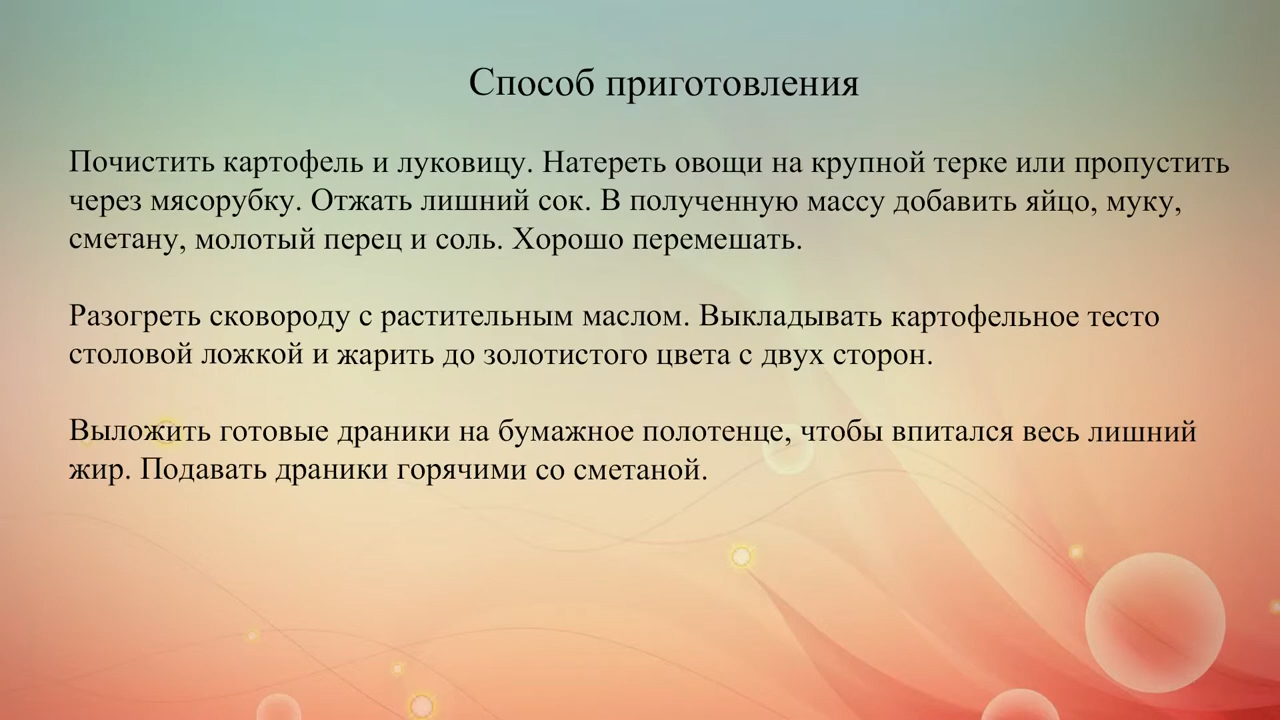 Способ приготовления
Почистить картофель и луковицу. Натереть овощи на крупной терке или пропустить
через мясорубку. Отжать лишний сок. В полученную массу добавить яйцо, муку,
сметану, молотый перец и соль. Хорошо перемешать.
Разогреть сковороду с растительным маслом. Выкладывать картофельное тесто
столовой ложкой и жарить до золотистого цвета с двух сторон.
Выложить готовые драники на бумажное полотенце, чтобы впитался весь лишний
жир. Подавать драники горячими со сметаной.